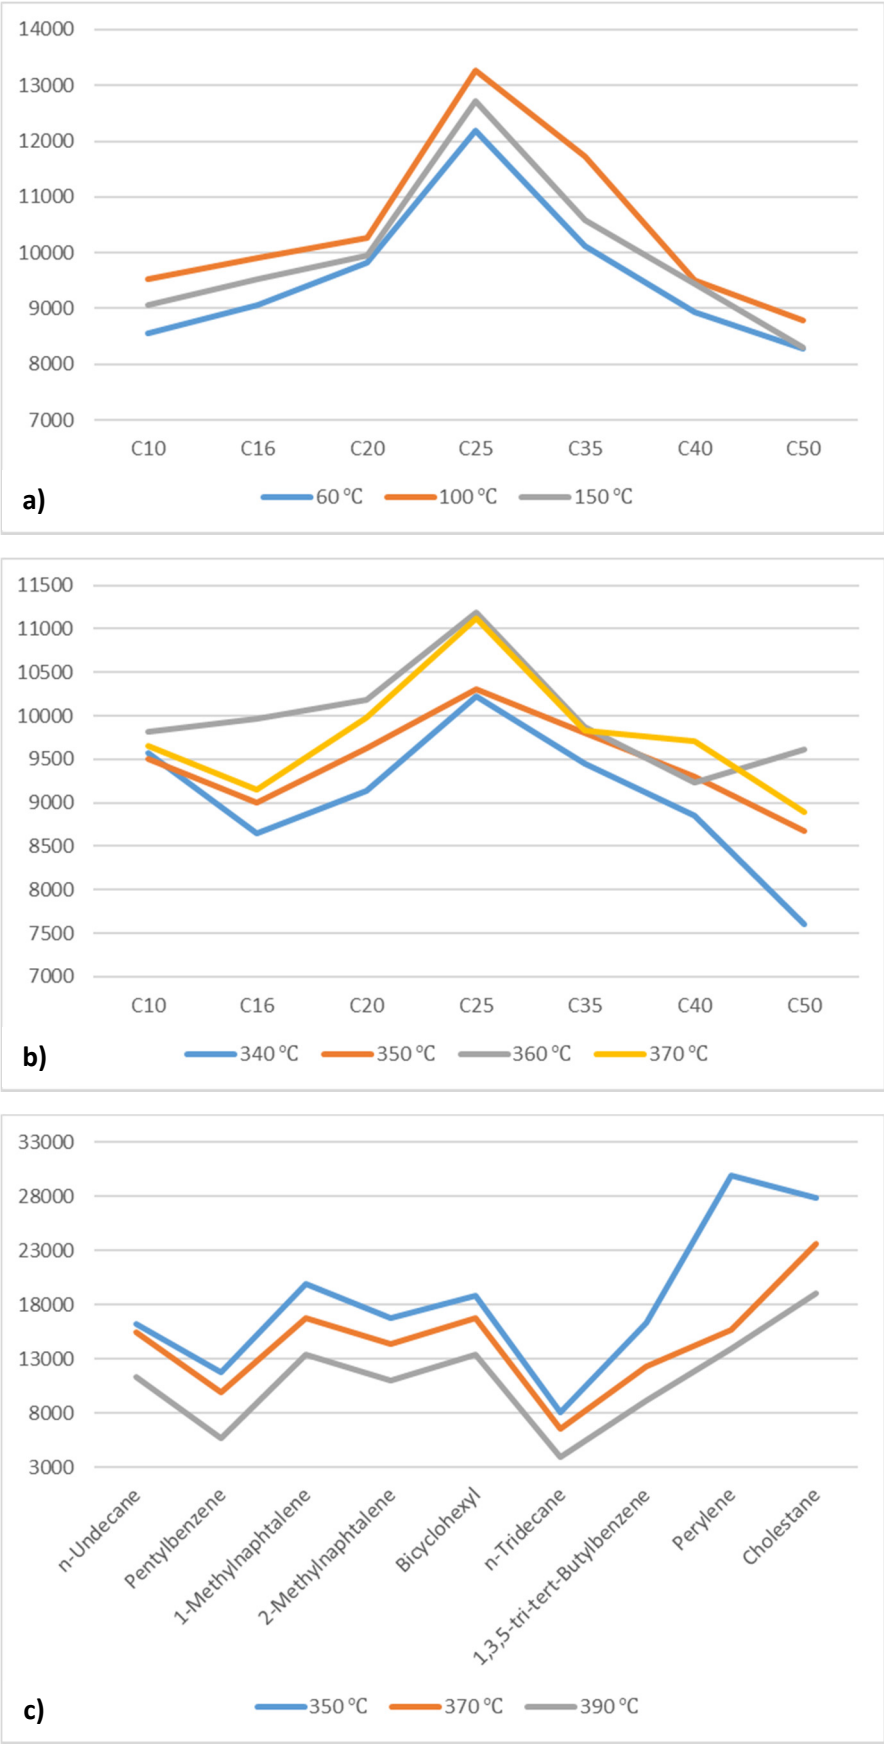 14000
13000
12000
11000
10000
9000
8000
7000
C10 C16 C20 C25 C35 C40 C50
a) 60 ℃ 100 ℃ 150 ℃
11500
11000
10500
10000
9500
9000
8500
8000
7500
7000
C10 C16 C20 C25 C35 C40 C50
b) 340 ℃ 350 ℃ 360 ℃ 370 ℃
33000
28000
23000
18000
13000
8000
3000
n-Undecane
Pentylbenzene
1-Methylnaphtalene
2-Methylnaphtalene
Bicyclohexyl
n-Tridecane
1,3,5-tri-tert-Butylbenzene
Perylene
Cholestane
c) 350 ℃ 370 ℃ 390 ℃